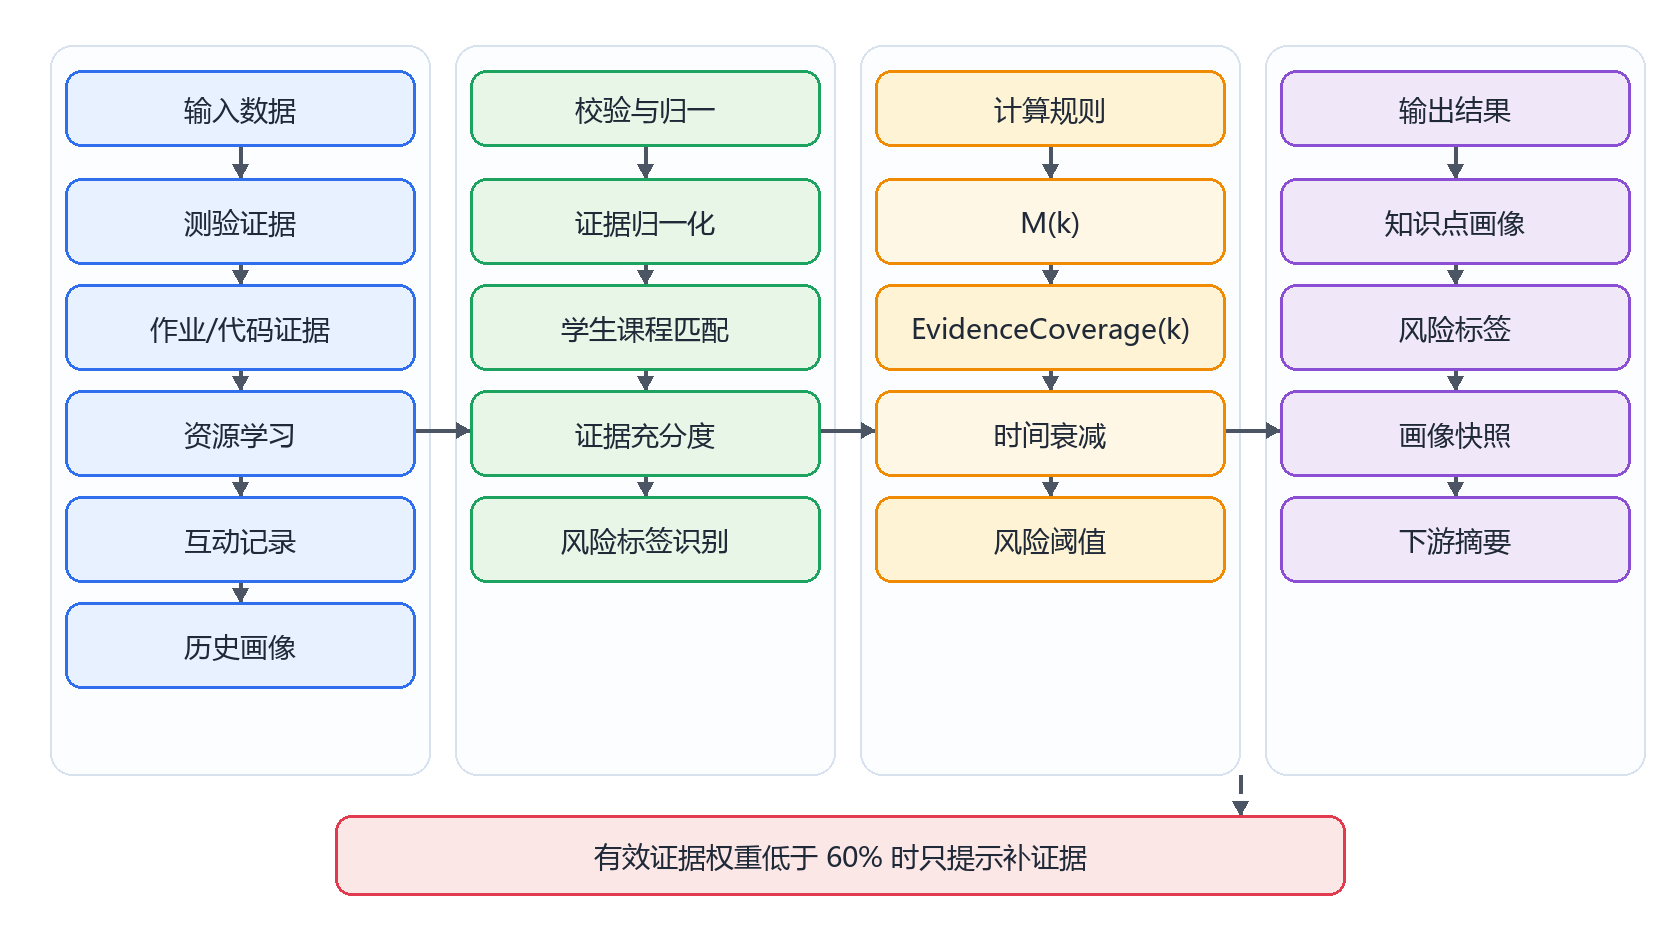 输入数据
测验证据
作业/代码证据
资源学习
互动记录
历史画像
校验与归一
证据归一化
学生课程匹配
证据充分度
风险标签识别
计算规则
M(k)
EvidenceCoverage(k)
时间衰减
风险阈值
输出结果
知识点画像
风险标签
画像快照
下游摘要
有效证据权重低于 60% 时只提示补证据